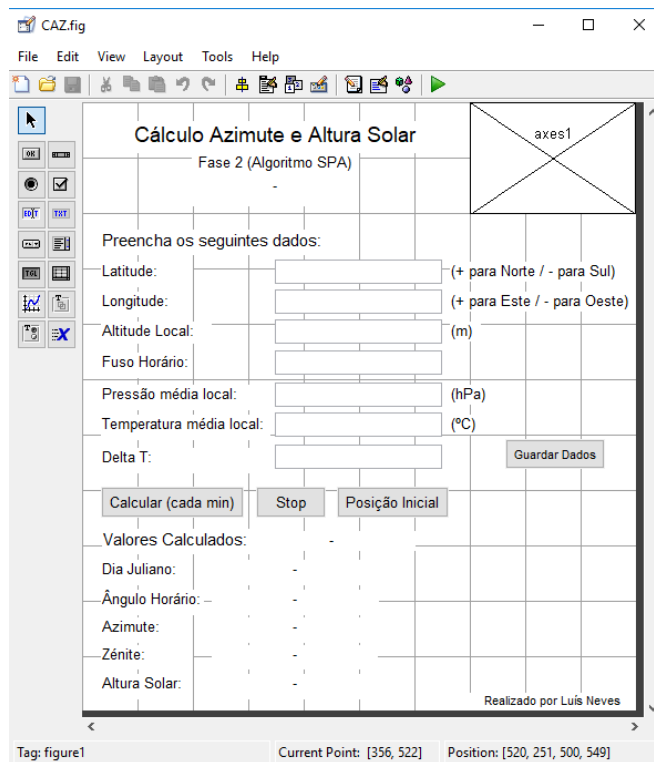 CAZ.fig
File Edit View Layout Tools Help
OK
EDIT TXT
TGL
Cálculo Azimute e Altura Solar
axes1
Fase 2 (Algoritmo SPA)
-
Preencha os seguintes dados:
Latitude: (+ para Norte / - para Sul)
Longitude: (+ para Este / - para Oeste)
Altitude Local: (m)
Fuso Horário:
Pressão média local: (hPa)
Temperatura média local: (ºC)
Delta T: Guardar Dados
Calcular (cada min) Stop Posição Inicial
Valores Calculados: -
Dia Juliano: -
Ângulo Horário: -
Azimute: -
Zénite: -
Altura Solar: -
Realizado por Luís Neves
Tag: figure1 Current Point: [356, 522] Position: [520, 251, 500, 549]